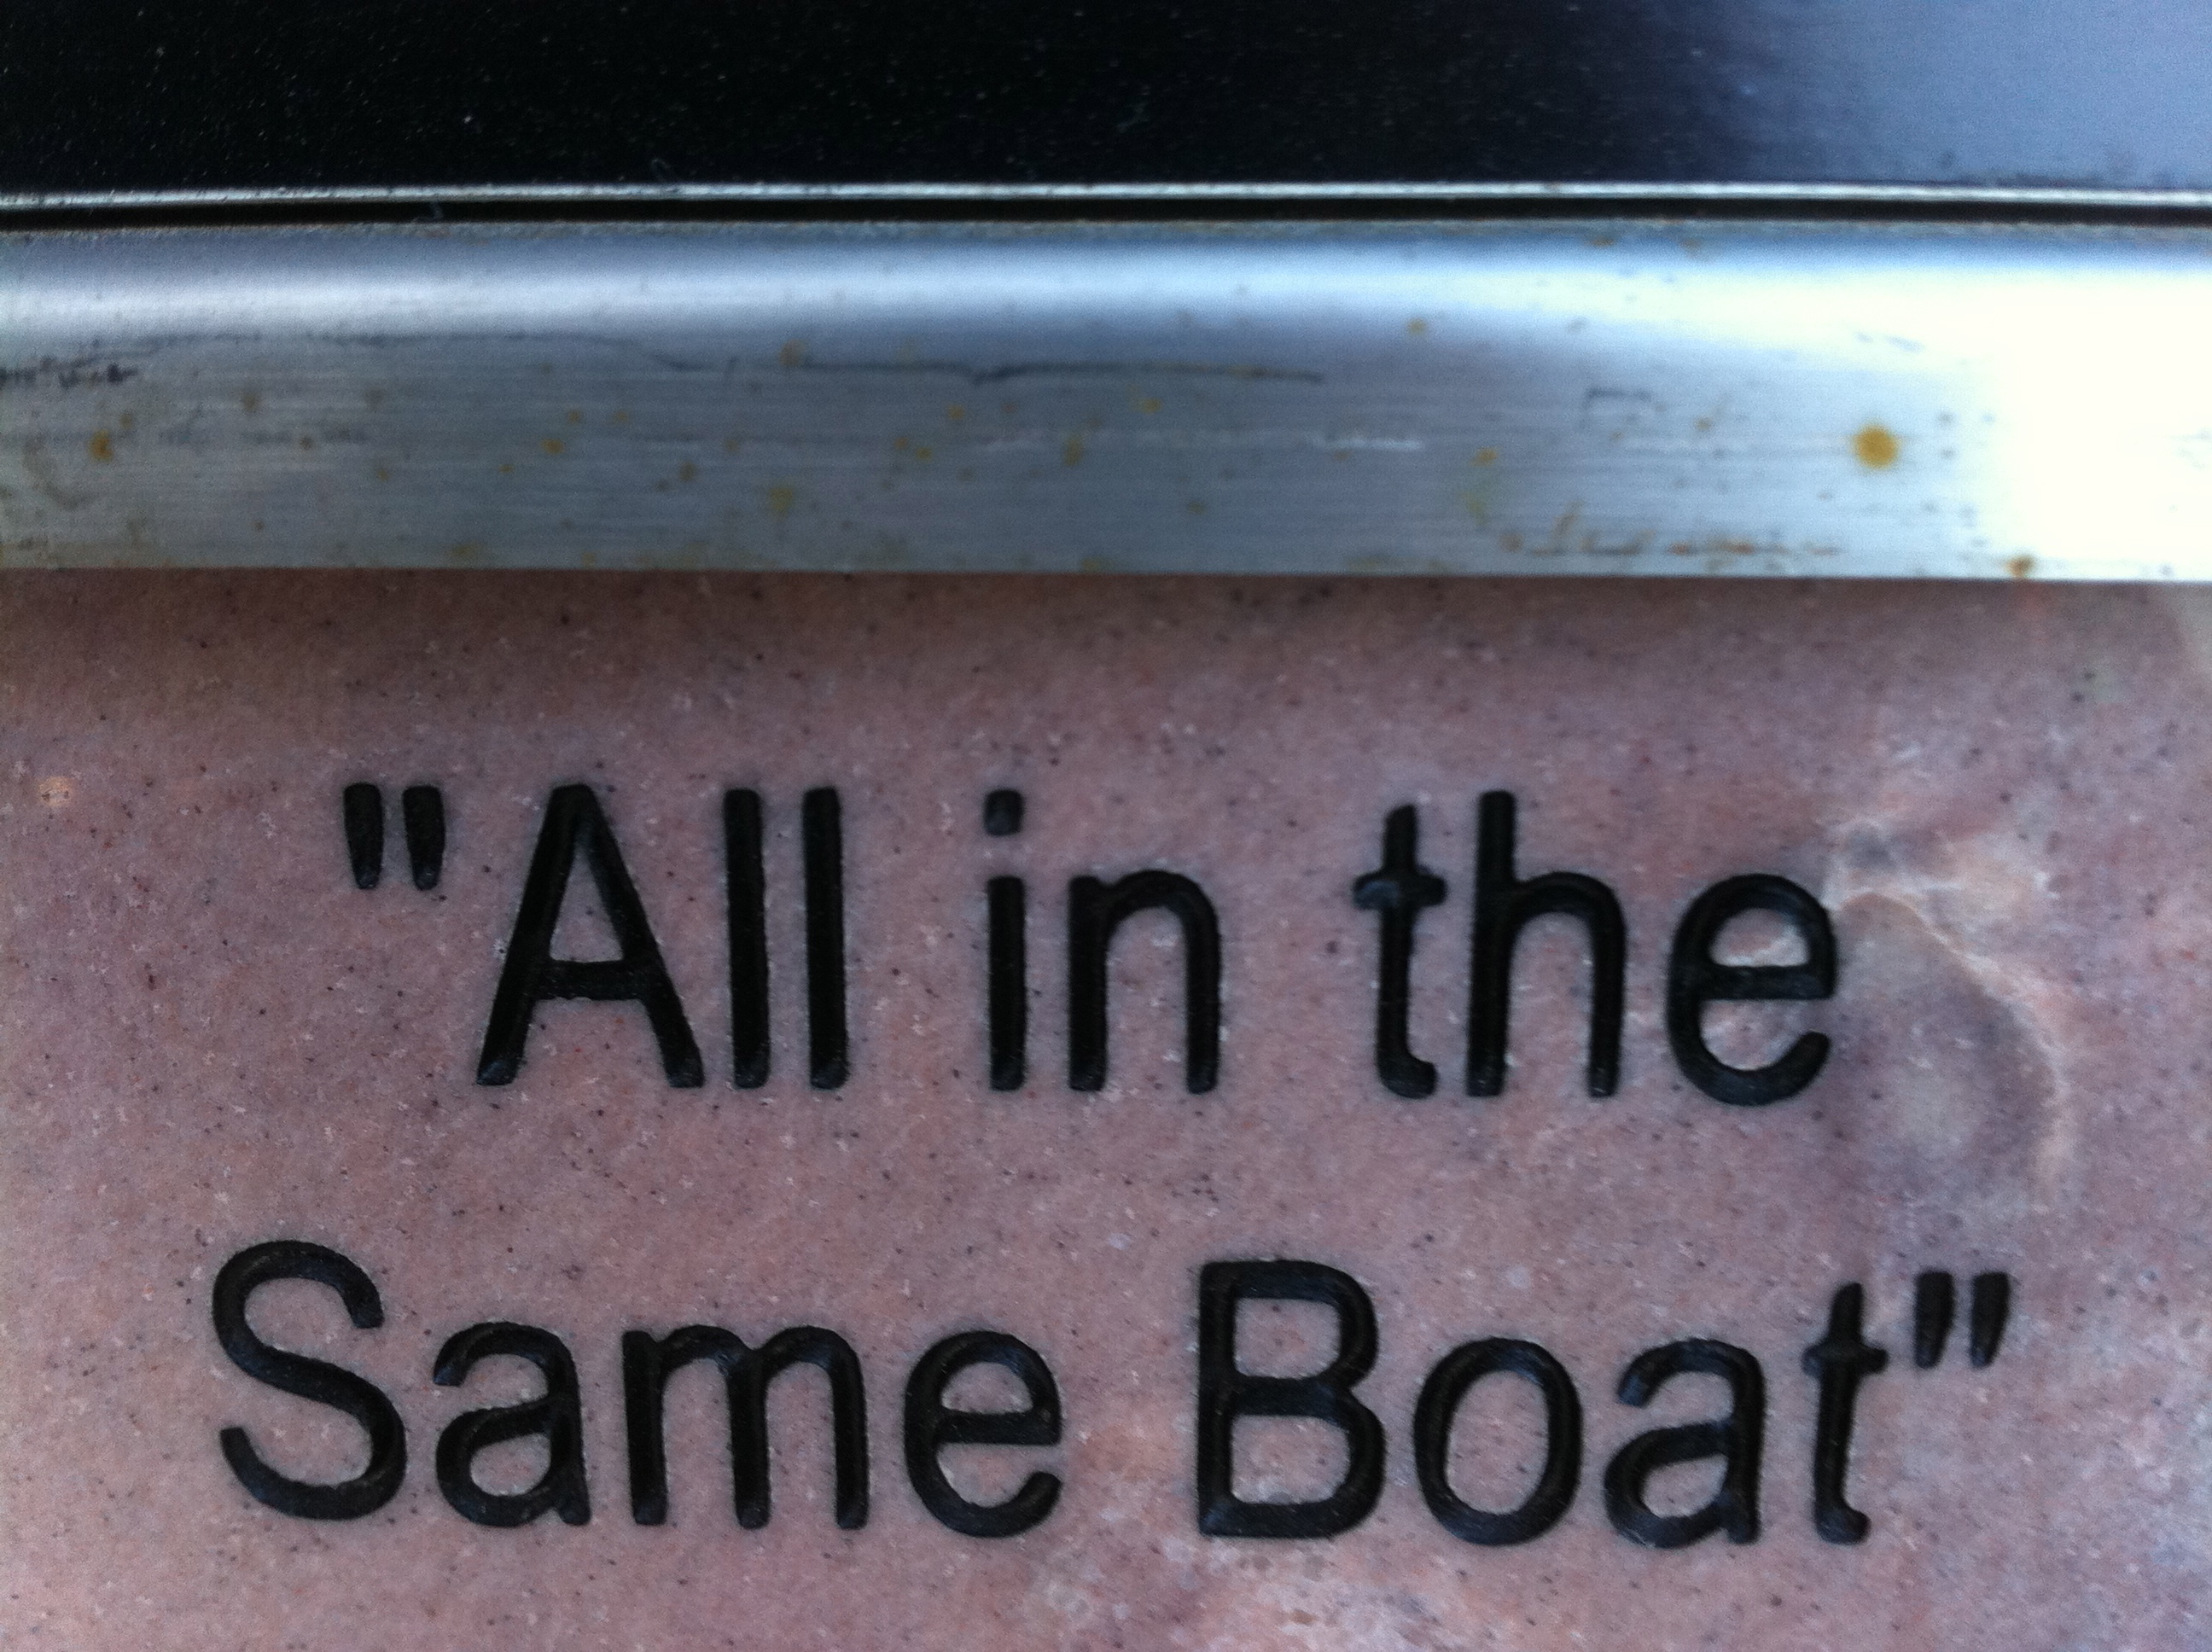 "All in the
Same Boat"